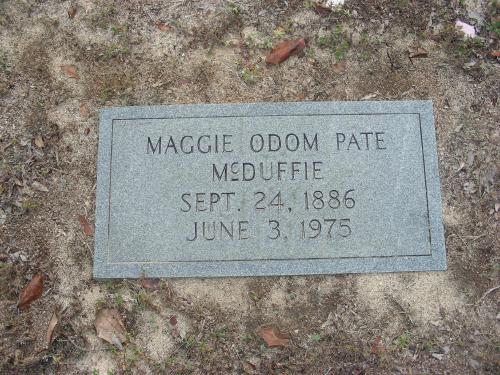 MAGGIE ODOM PATE
McDUFFIE
SEPT. 24, 1886
JUNE 3, 1975